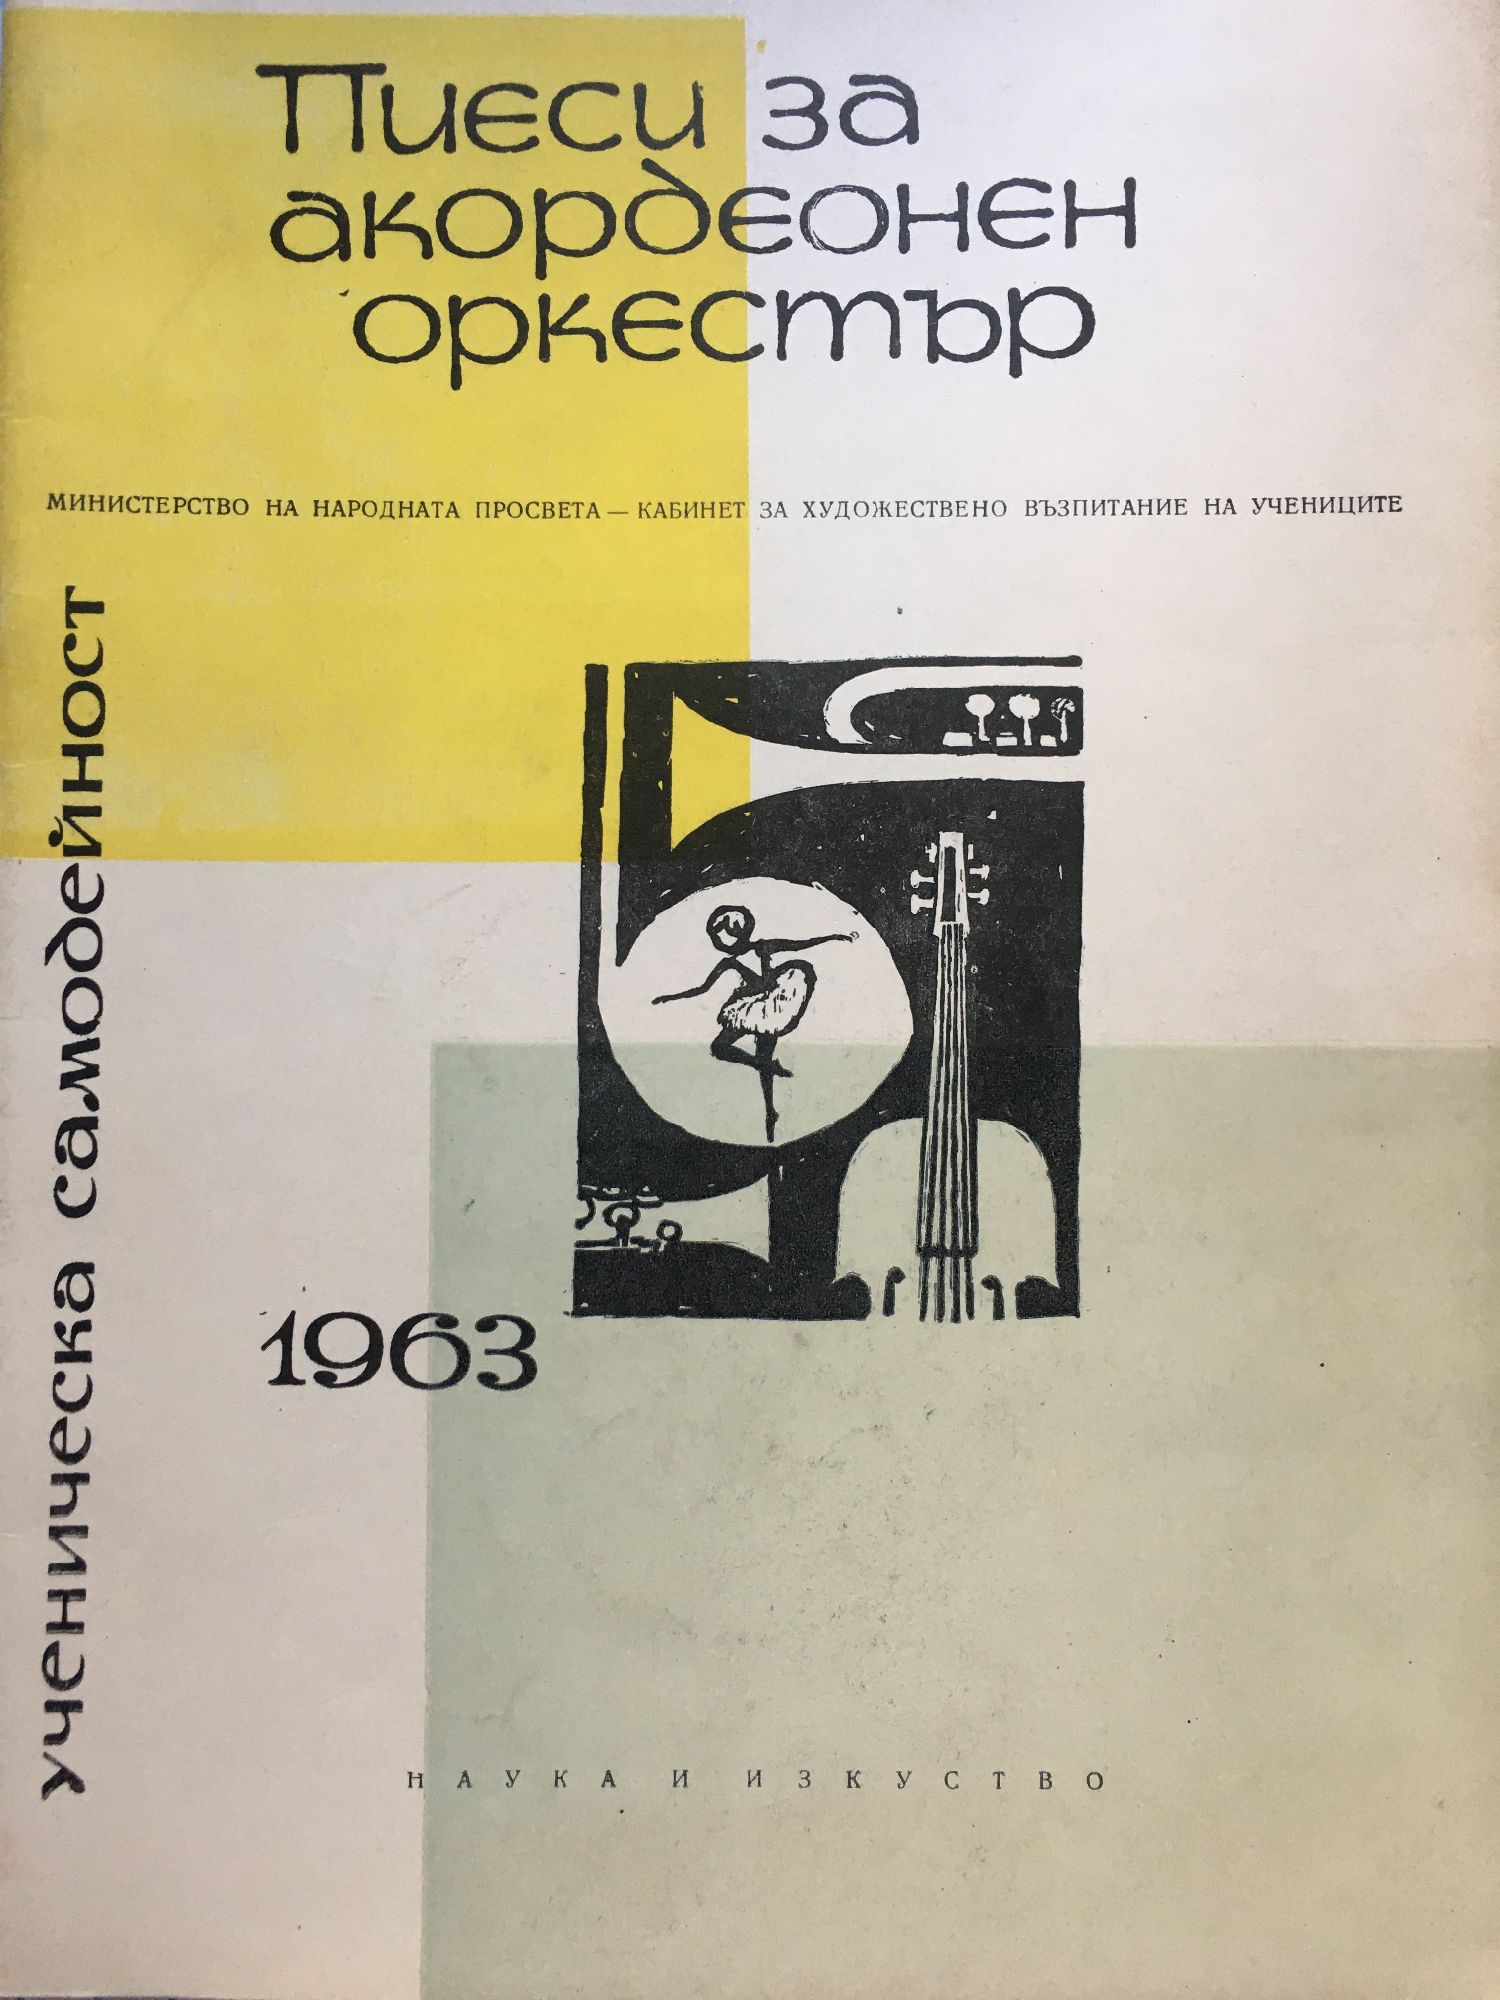 Пиеси за
акордеонен
оркестър
МИНИСТЕРСТВО НА НАРОДНАТА ПРОСВЕТА — КАБИНЕТ ЗА ХУДОЖЕСТВЕНО ВЪЗПИТАНИЕ НА УЧЕНИЦИТЕ
ученическа самодейност
1963
НАУКА И ИЗКУСТВО